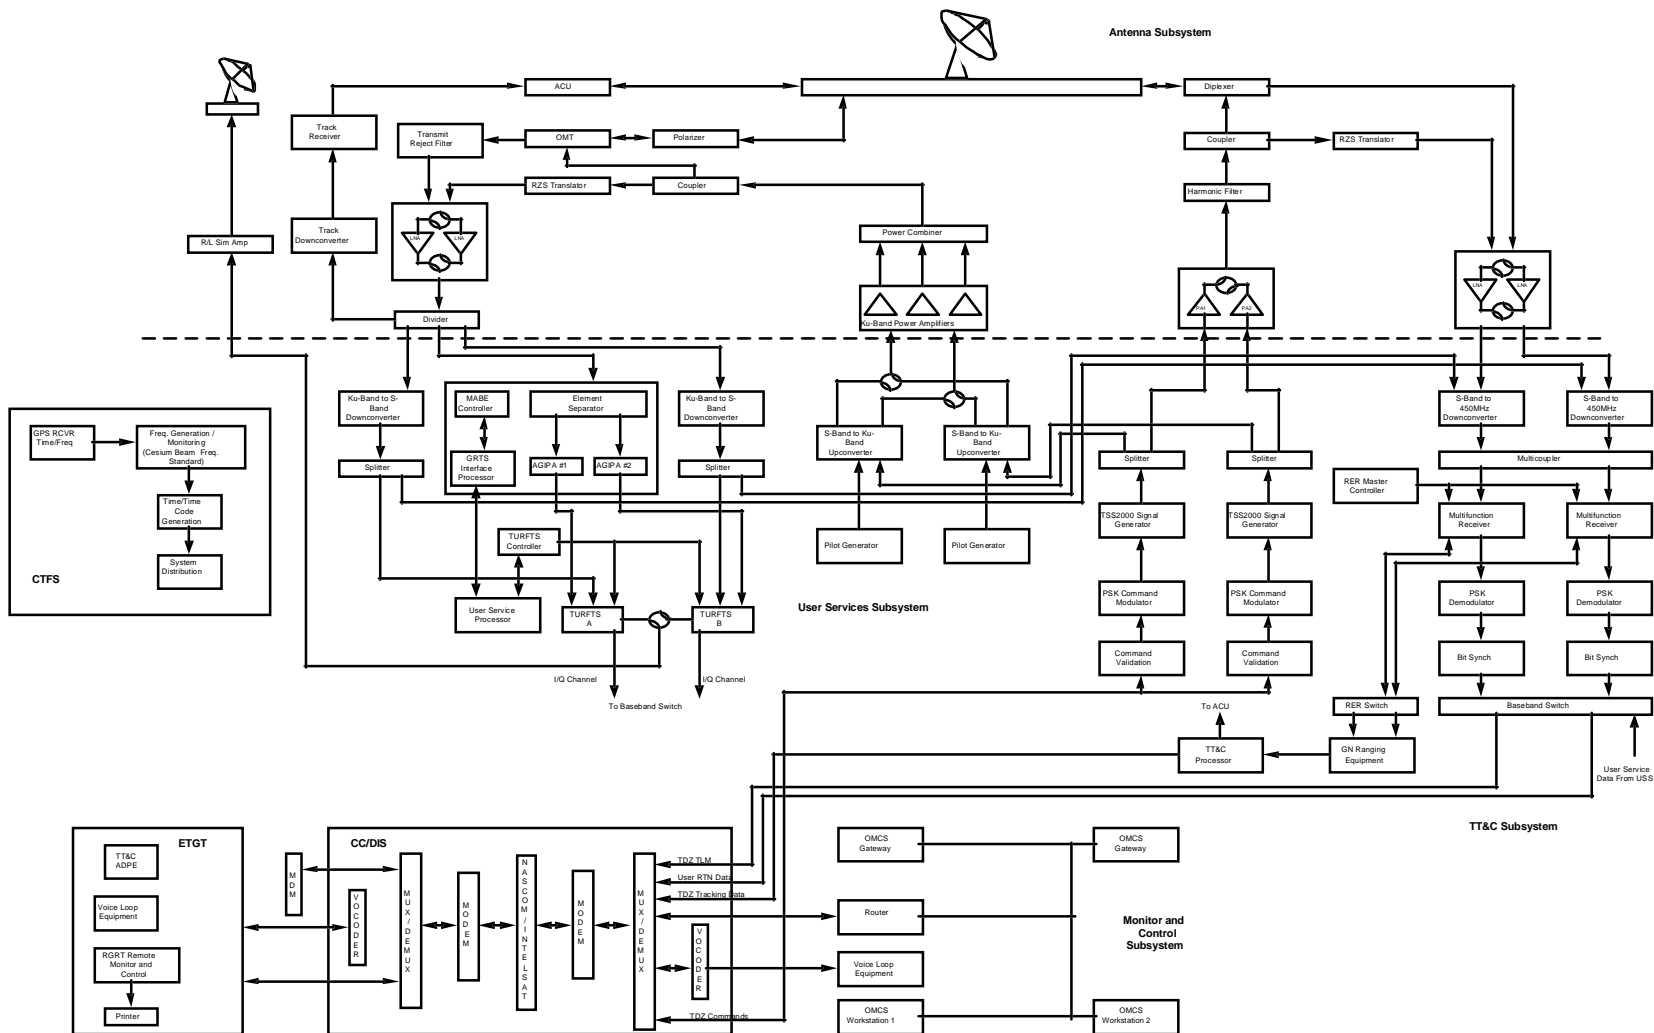 Antenna Subsystem
ACU
Diplexer
Track
Receiver
Transmit
Reject Filter
OMT
Polarizer
Coupler
RZS Translator
RZS Translator
Coupler
Harmonic Filter
R/L Sim Amp
Track
Downconverter
LNA
LNA
Power Combiner
LNA
LNA
PA1
PA2
Divider
Ku-Band Power Amplifiers
Ku-Band to S-
Band
Downconverter
MABE
Controller
Element
Separator
Ku-Band to S-
Band
Downconverter
S-Band to
450MHz
Downconverter
S-Band to
450MHz
Downconverter
GPS RCVR
Time/Freq
Freq. Generation /
Monitoring
(Cesium Beam Freq.
Standard)
S-Band to Ku-
Band
Upconverter
S-Band to Ku-
Band
Upconverter
Splitter
GRTS
Interface
Processor
AGIPA #1
AGIPA #2
Splitter
Splitter
Splitter
Multicoupler
RER Master
Controller
Time/Time
Code
Generation
TSS2000 Signal
Generator
TSS2000 Signal
Generator
Multifunction
Receiver
Multifunction
Receiver
TURFTS
Controller
Pilot Generator
Pilot Generator
System
Distribution
CTFS
User Service
Processor
TURFTS
A
TURFTS
B
User Services Subsystem
PSK Command
Modulator
PSK Command
Modulator
PSK
Demodulator
PSK
Demodulator
Command
Validation
Command
Validation
Bit Synch
Bit Synch
I/Q Channel
I/Q Channel
To Baseband Switch
To ACU
RER Switch
Baseband Switch
TT&C
Processor
GN Ranging
Equipment
User Service
Data From USS
TT&C Subsystem
ETGT
CC/DIS
TT&C
ADPE
MDM
OMCS
Gateway
OMCS
Gateway
TDZ TLM
User RTN Data
TDZ Tracking Data
Voice Loop
Equipment
VOCODER
MUX/DEMUX
MODEM
NASCOM/INTELSAT
MODEM
MUX/DEMUX
VOCODER
Router
Monitor and
Control
Subsystem
RGRT Remote
Monitor and
Control
Voice Loop
Equipment
Printer
TDZ Commands
OMCS
Workstation 1
OMCS
Workstation 2